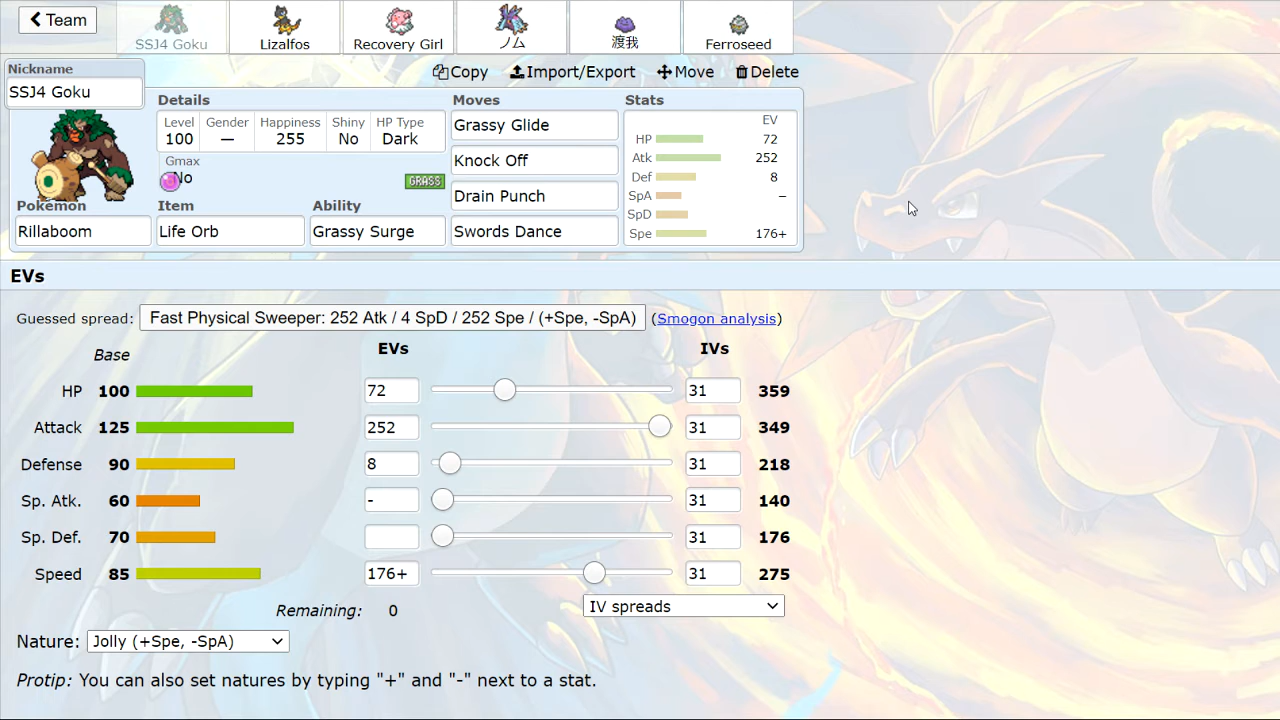 Team
SSJ4 Goku
Lizalfos
Recovery Girl
ノム
渡我
Ferroseed
Nickname
SSJ4 Goku
Copy Import/Export Move Delete
Details
Level Gender Happiness Shiny HP Type
100 — 255 No Dark
Gmax
No
GRASS
Pokémon Item Ability
Rillaboom Life Orb Grassy Surge
Moves
Grassy Glide
Knock Off
Drain Punch
Swords Dance
Stats
EV
HP 72
Atk 252
Def 8
SpA –
SpD
Spe 176+
EVs
Guessed spread: Fast Physical Sweeper: 252 Atk / 4 SpD / 252 Spe / (+Spe, -SpA) (Smogon analysis)
Base EVs IVs
HP 100 72 31 359
Attack 125 252 31 349
Defense 90 8 31 218
Sp. Atk. 60 - 31 140
Sp. Def. 70 31 176
Speed 85 176+ 31 275
Remaining: 0 IV spreads
Nature: Jolly (+Spe, -SpA)
Protip: You can also set natures by typing "+" and "-" next to a stat.